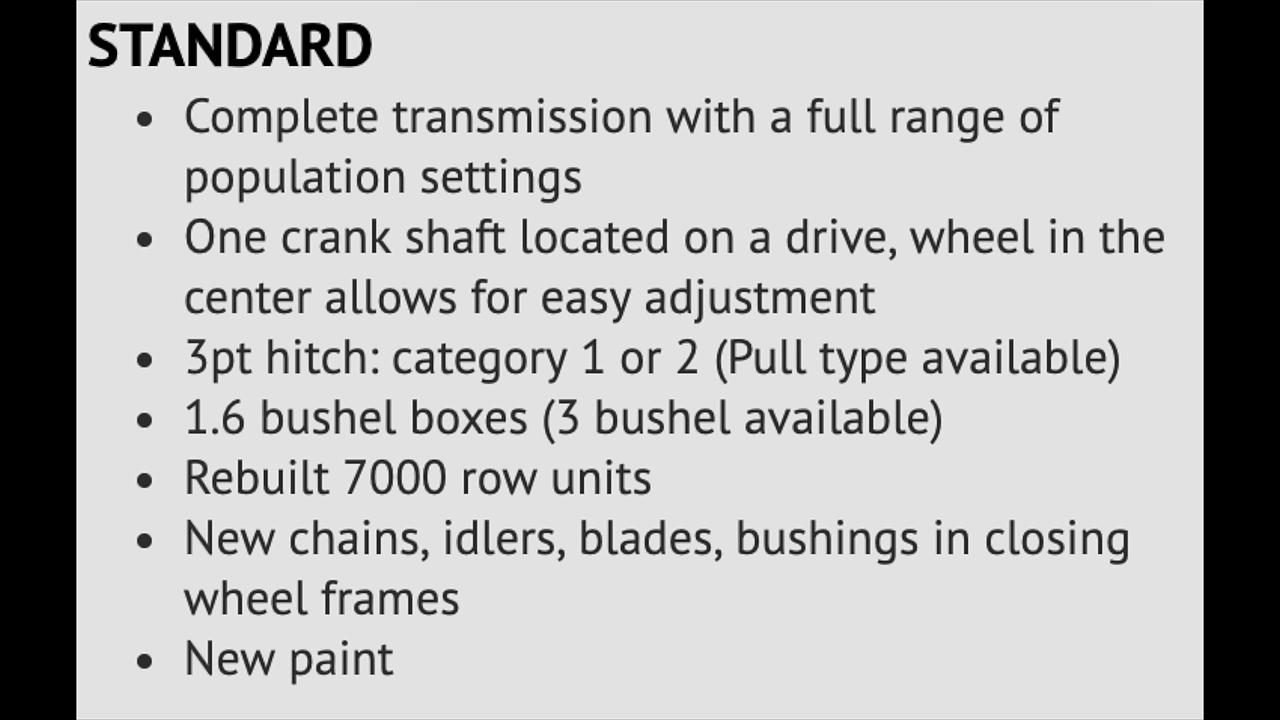 STANDARD
• Complete transmission with a full range of
population settings
• One crank shaft located on a drive, wheel in the
center allows for easy adjustment
• 3pt hitch: category 1 or 2 (Pull type available)
• 1.6 bushel boxes (3 bushel available)
• Rebuilt 7000 row units
• New chains, idlers, blades, bushings in closing
wheel frames
• New paint